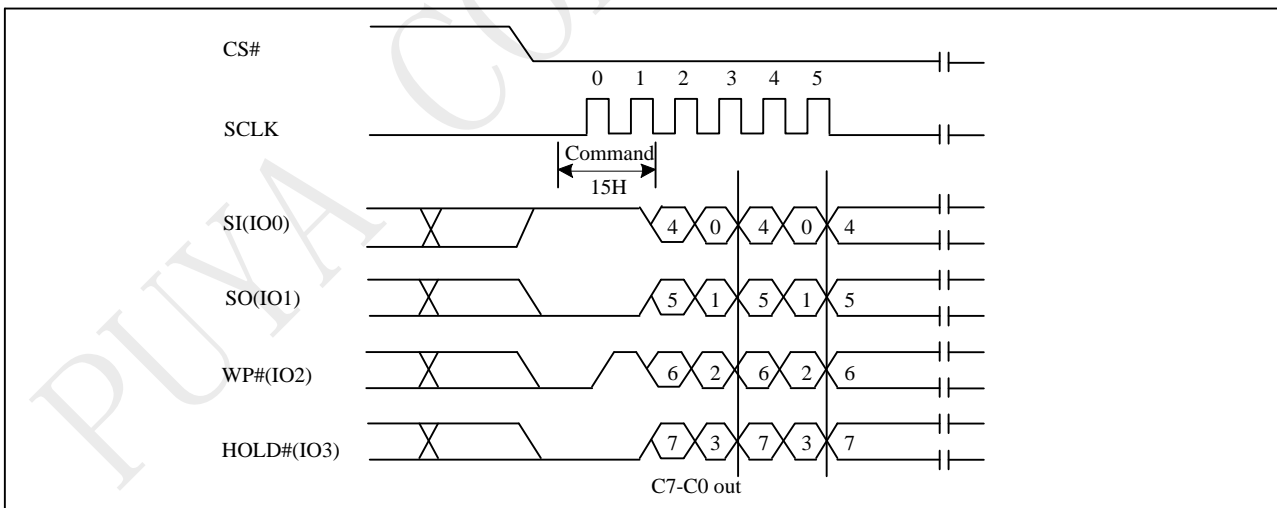 PUYA CO
CS#
0 1 2 3 4 5
SCLK
Command
15H
SI(IO0) 4 0 4 0 4
SO(IO1) 5 1 5 1 5
WP#(IO2) 6 2 6 2 6
HOLD#(IO3) 7 3 7 3 7
C7-C0 out